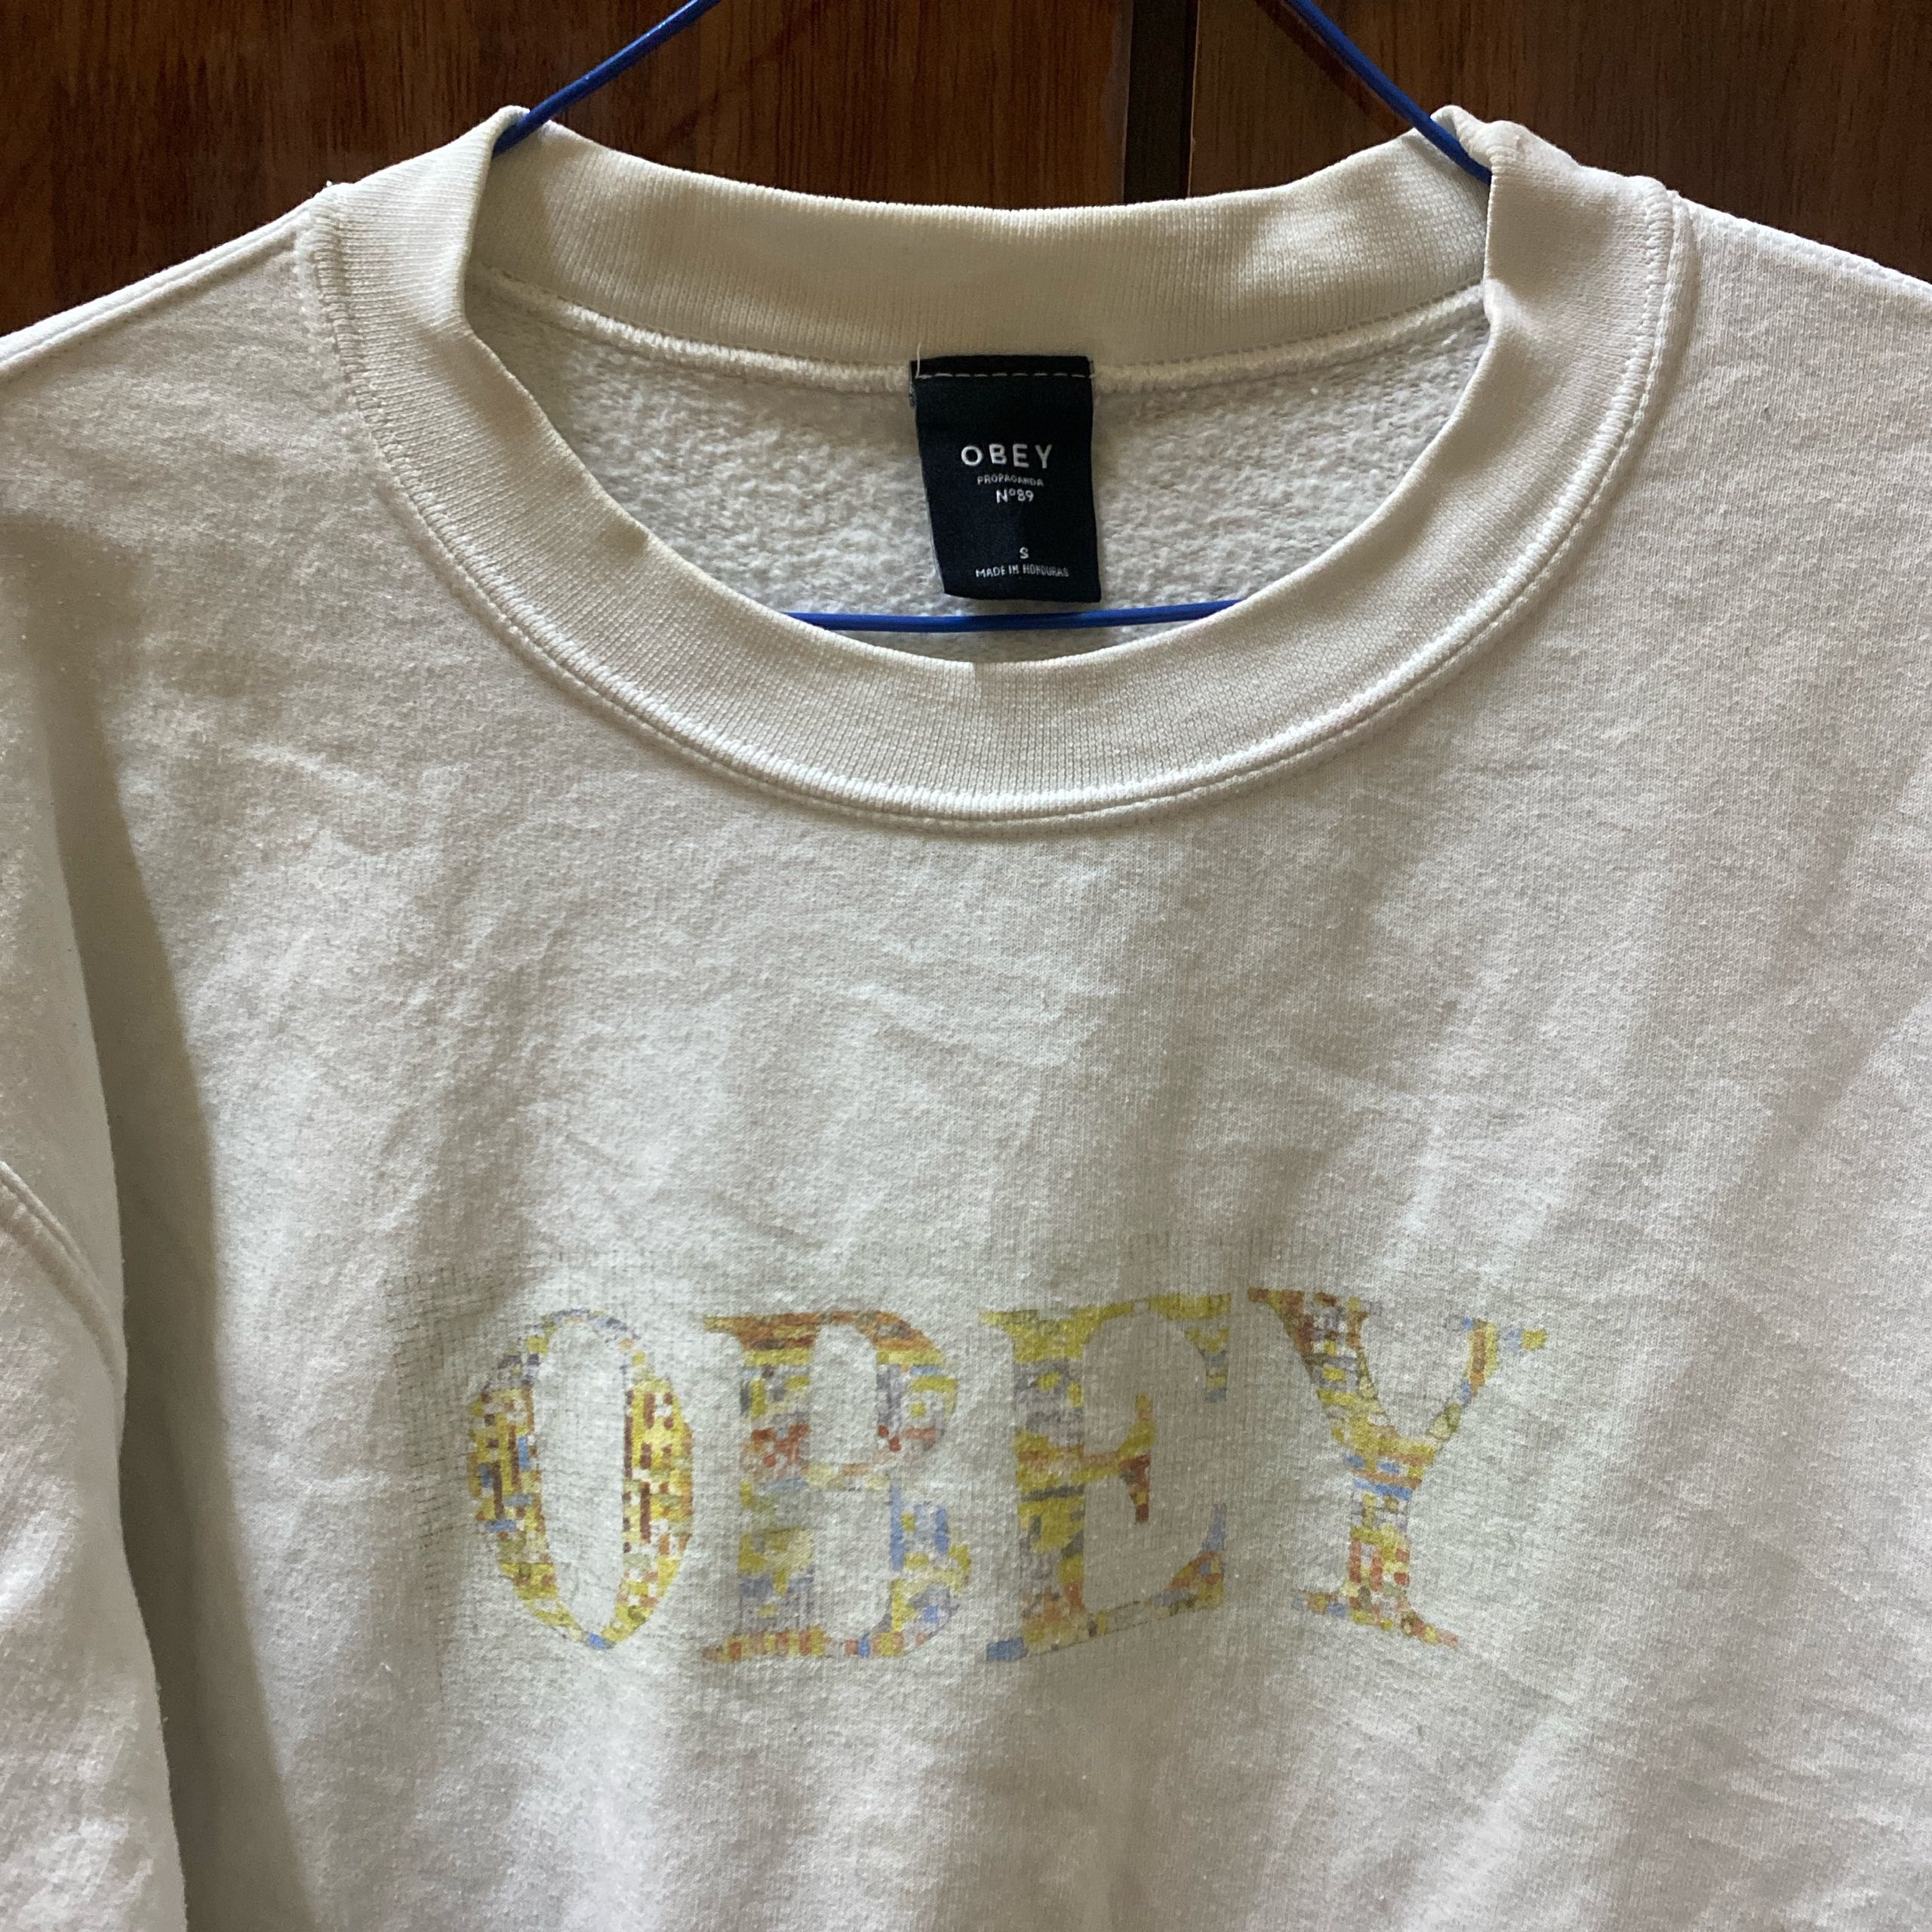 OBEY
PROPAGANDA
Nº89
S
MADE IN HONDURAS
OBEY